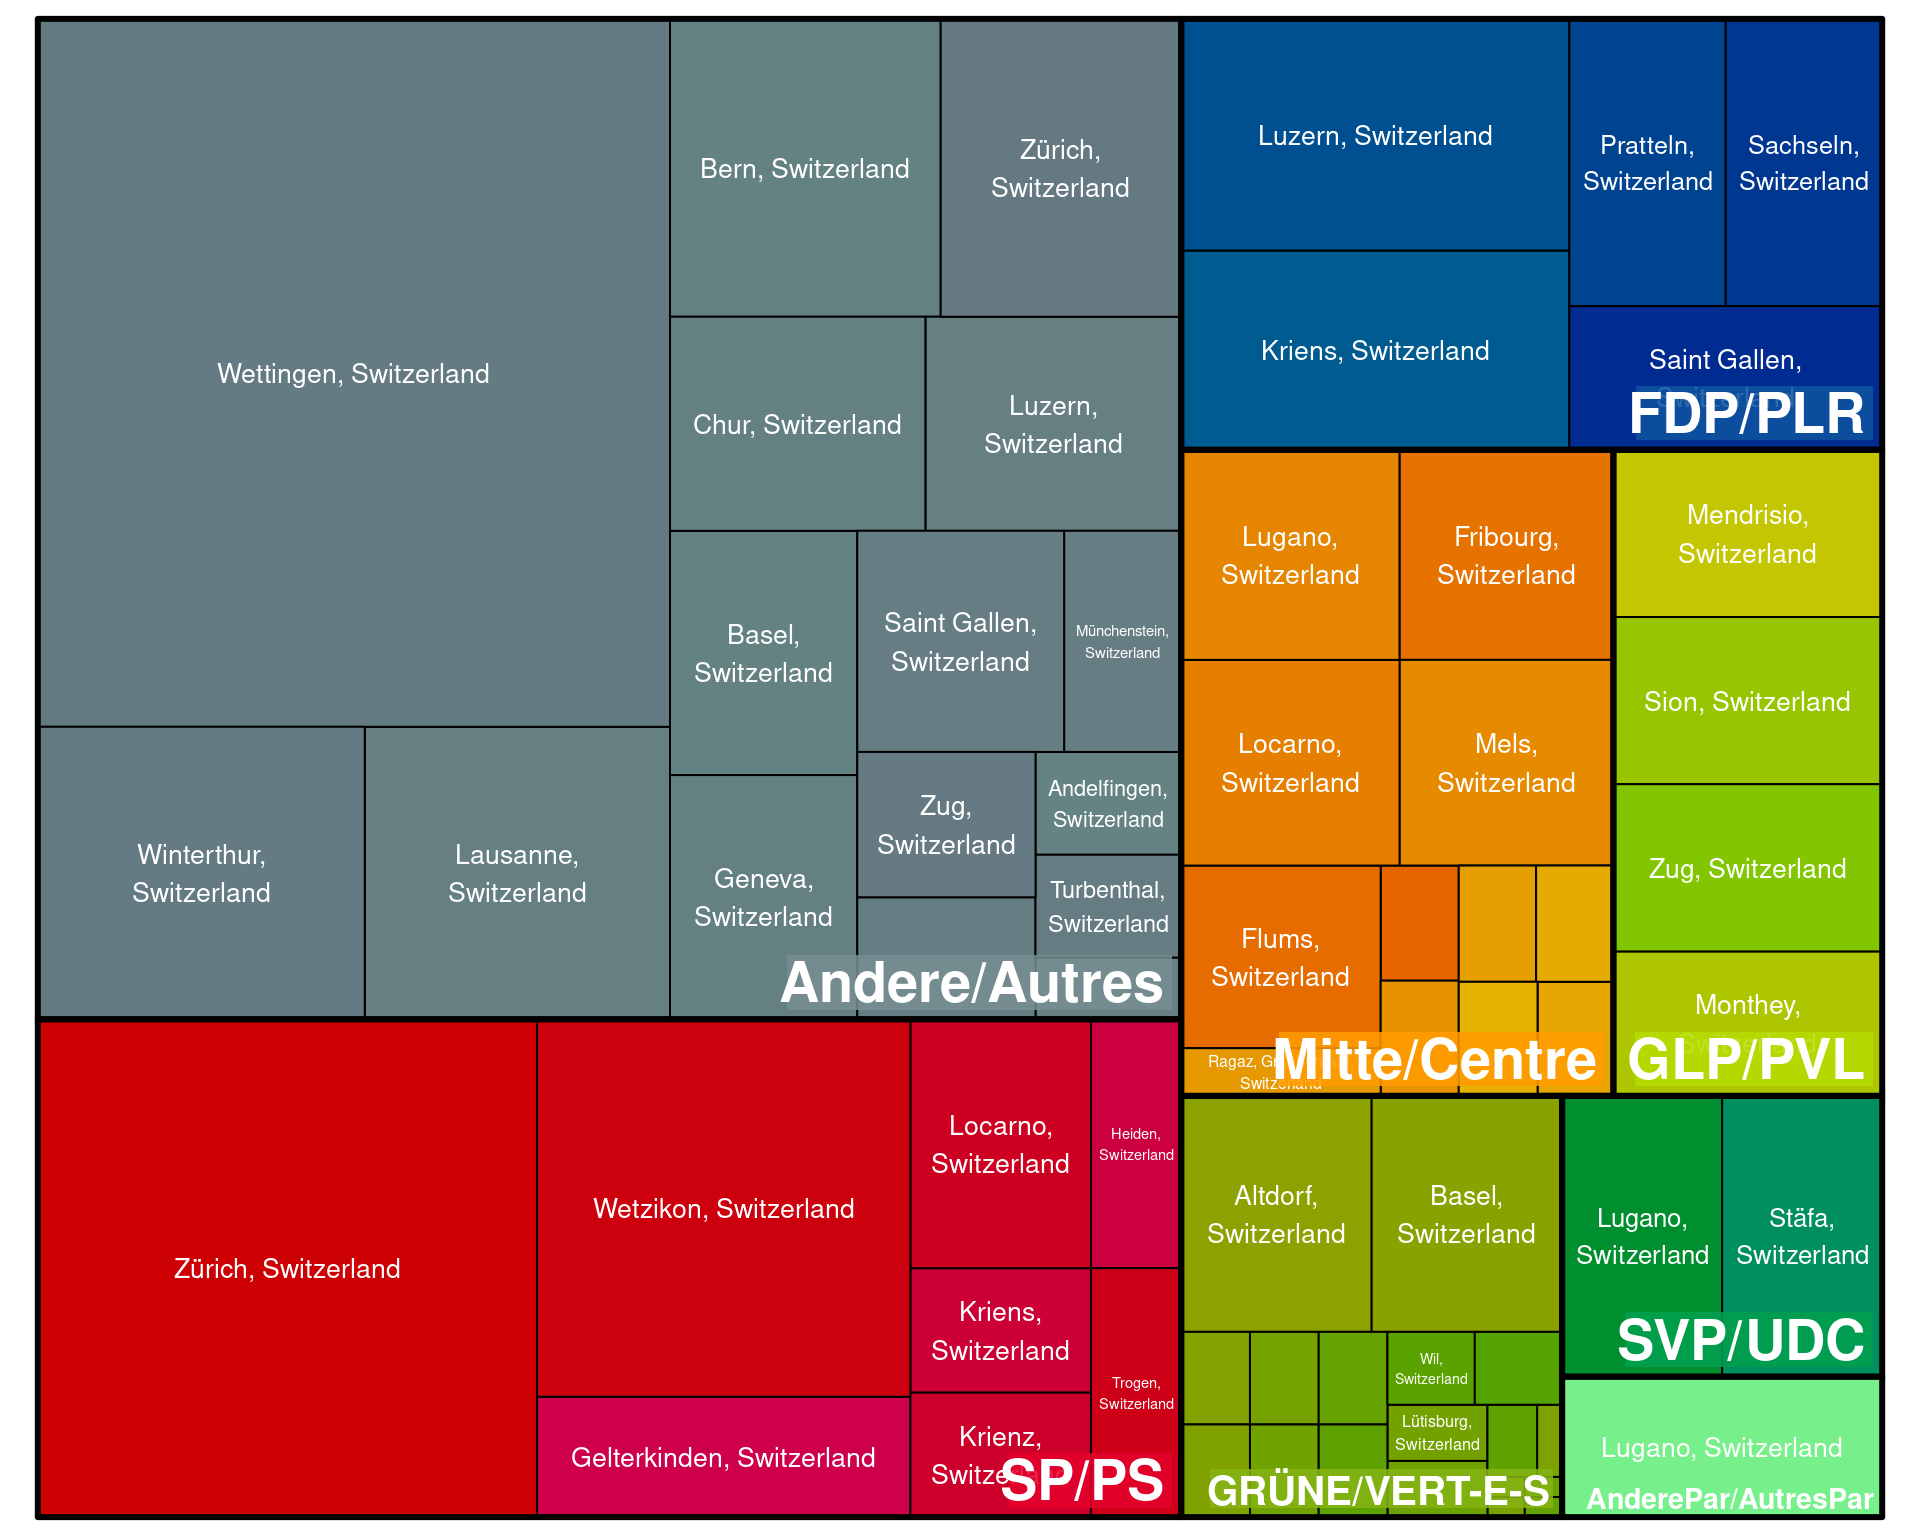 Wettingen, Switzerland
Bern, Switzerland
Zürich,
Switzerland
Chur, Switzerland
Luzern,
Switzerland
Basel,
Switzerland
Saint Gallen,
Switzerland
Münchenstein,
Switzerland
Winterthur,
Switzerland
Lausanne,
Switzerland
Geneva,
Switzerland
Zug,
Switzerland
Andelfingen,
Switzerland
Turbenthal,
Switzerland
Andere/Autres
Luzern, Switzerland
Pratteln,
Switzerland
Sachseln,
Switzerland
Kriens, Switzerland
Saint Gallen,
Switzerland
FDP/PLR
Lugano,
Switzerland
Fribourg,
Switzerland
Locarno,
Switzerland
Mels,
Switzerland
Flums,
Switzerland
Ragaz,
Switzerland
Mitte/Centre
Mendrisio,
Switzerland
Sion, Switzerland
Zug, Switzerland
Monthey,
Switzerland
GLP/PVL
Zürich, Switzerland
Wetzikon, Switzerland
Gelterkinden, Switzerland
Locarno,
Switzerland
Heiden,
Switzerland
Kriens,
Switzerland
Krienz,
Switzerland
Trogen,
Switzerland
SP/PS
Altdorf,
Switzerland
Basel,
Switzerland
Wil,
Switzerland
Lütisburg,
Switzerland
GRÜNE/VERT-E-S
Lugano,
Switzerland
Stäfa,
Switzerland
SVP/UDC
Lugano, Switzerland
AnderePar/AutresPar